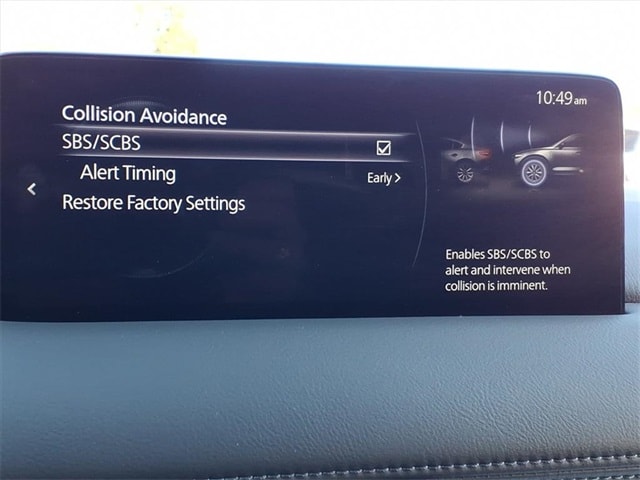 10:49am
Collision Avoidance
SBS/SCBS
Alert Timing Early
Restore Factory Settings
Enables SBS/SCBS to
alert and intervene when
collision is imminent.